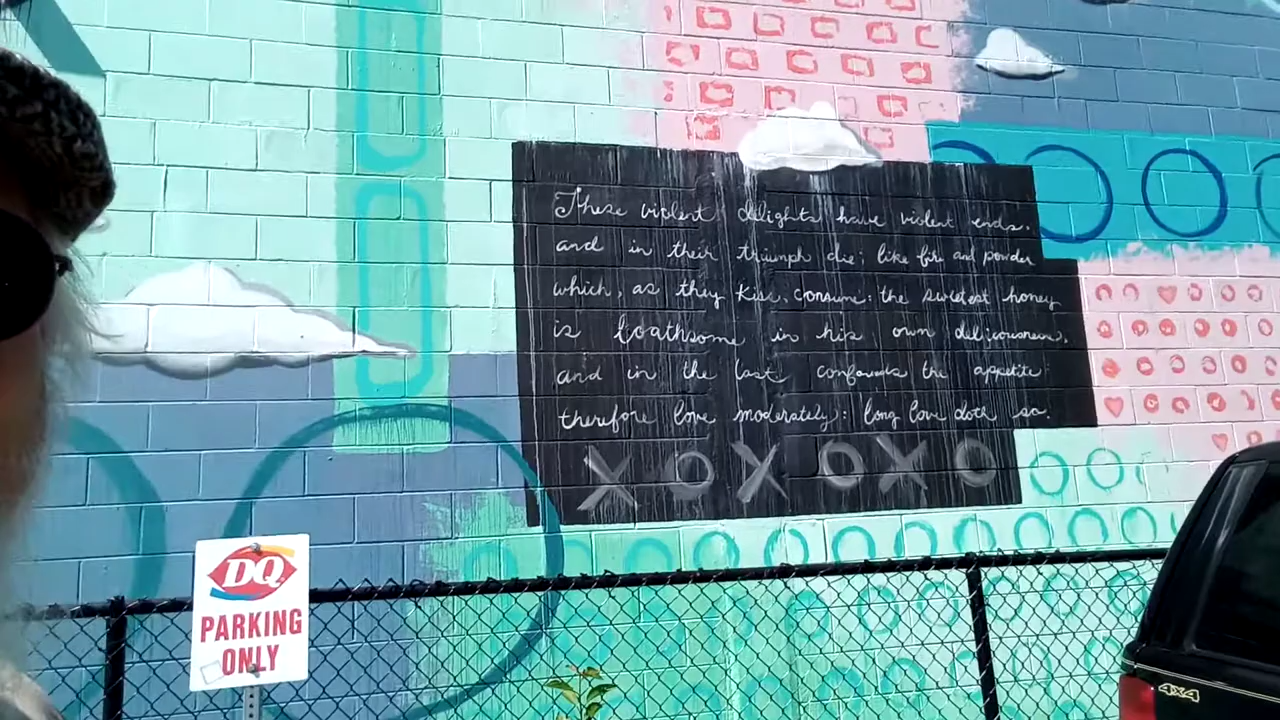 These violent delights have violent ends.
and in their triumph die; like fire and powder
which, as they kiss, consume: the sweetest honey
is loathsome in his own deliciousness,
and in the last confounds the appetite:
therefore love moderately: long love doth so.
XOXOXO
DQ
PARKING
ONLY
4x4